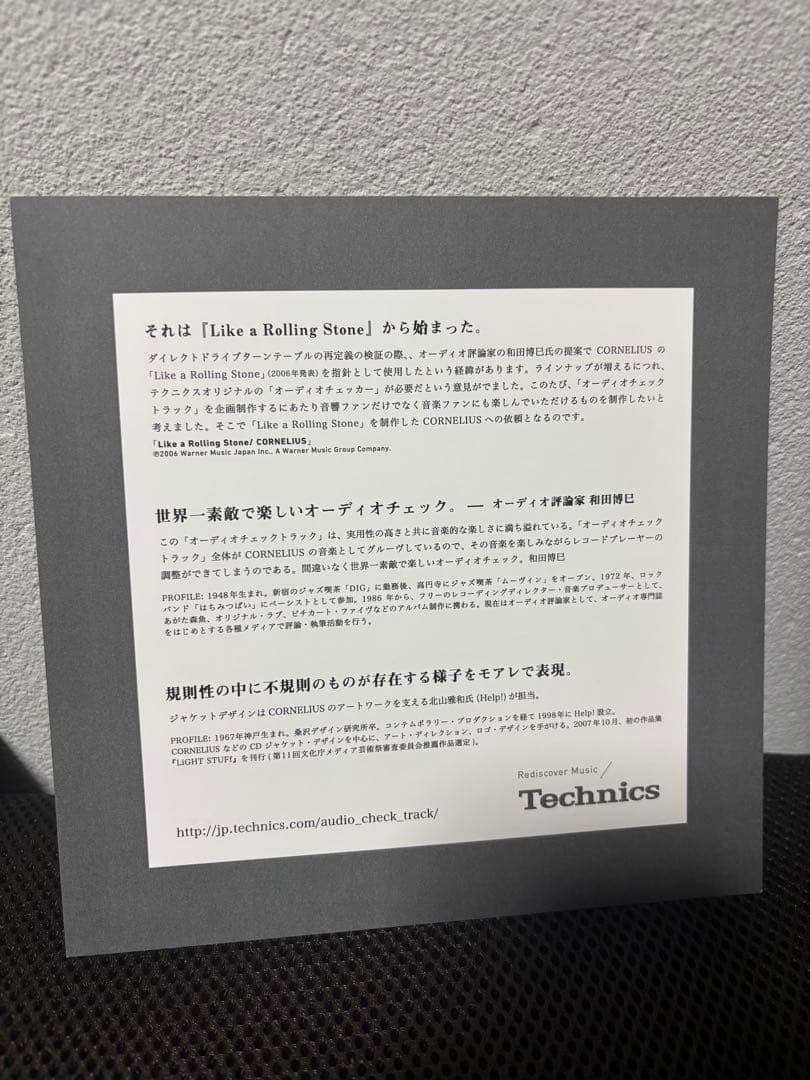 それは『Like a Rolling Stone』から始まった。
ダイレクトドライブターンテーブルの再定義の検証の際、、オーディオ評論家の和田博巳氏の提案で CORNELIUS の
「Like a Rolling Stone」(2006年発表) を指針として使用したという経緯があります。ラインナップが増えるにつれ、
テクニクスオリジナルの「オーディオチェッカー」が必要だという意見がでました。このたび、「オーディオチェック
トラック」を企画制作するにあたり音響ファンだけでなく音楽ファンにも楽しんでいただけるものを制作したいと
考えました。そこで「Like a Rolling Stone」を制作した CORNELIUS への依頼となるのです。
「Like a Rolling Stone/ CORNELIUS」
℗2006 Warner Music Japan Inc., A Warner Music Group Company.
世界一素敵で楽しいオーディオチェック。― オーディオ評論家 和田博巳
この「オーディオチェックトラック」は、実用性の高さと共に音楽的な楽しさに満ち溢れている。「オーディオチェック
トラック」全体が CORNELIUS の音楽としてグルーヴしているので、その音楽を楽しみながらレコードプレーヤーの
調整ができてしまうのである。間違いなく世界一素敵で楽しいオーディオチェック。和田博巳
PROFILE: 1948年生まれ。新宿のジャズ喫茶「DIG」に勤務後、高円寺にジャズ喫茶「ムーヴィン」をオープン。1972 年、ロック
バンド「はちみつぱい」にベーシストとして参加。1986 年から、フリーのレコーディングディレクター・音楽プロデューサーとして、
あがた森魚、オリジナル・ラブ、ピチカート・ファイヴなどのアルバム制作に携わる。現在はオーディオ評論家として、オーディオ専門誌
をはじめとする各種メディアで評論・執筆活動を行う。
規則性の中に不規則のものが存在する様子をモアレで表現。
ジャケットデザインは CORNELIUS のアートワークを支える北山雅和氏 (Help!) が担当。
PROFILE: 1967年神戸生まれ。桑沢デザイン研究所卒。コンテムポラリー・プロダクションを経て 1998年に Help! 設立。
CORNELIUS などの CD ジャケット・デザインを中心に、アート・ディレクション、ロゴ・デザインを手がける。2007年10月、初の作品集
『LiGHT STUFf』を刊行 ( 第11回文化庁メディア芸術祭審査委員会推薦作品選定 )。
Rediscover Music /
Technics
http://jp.technics.com/audio_check_track/